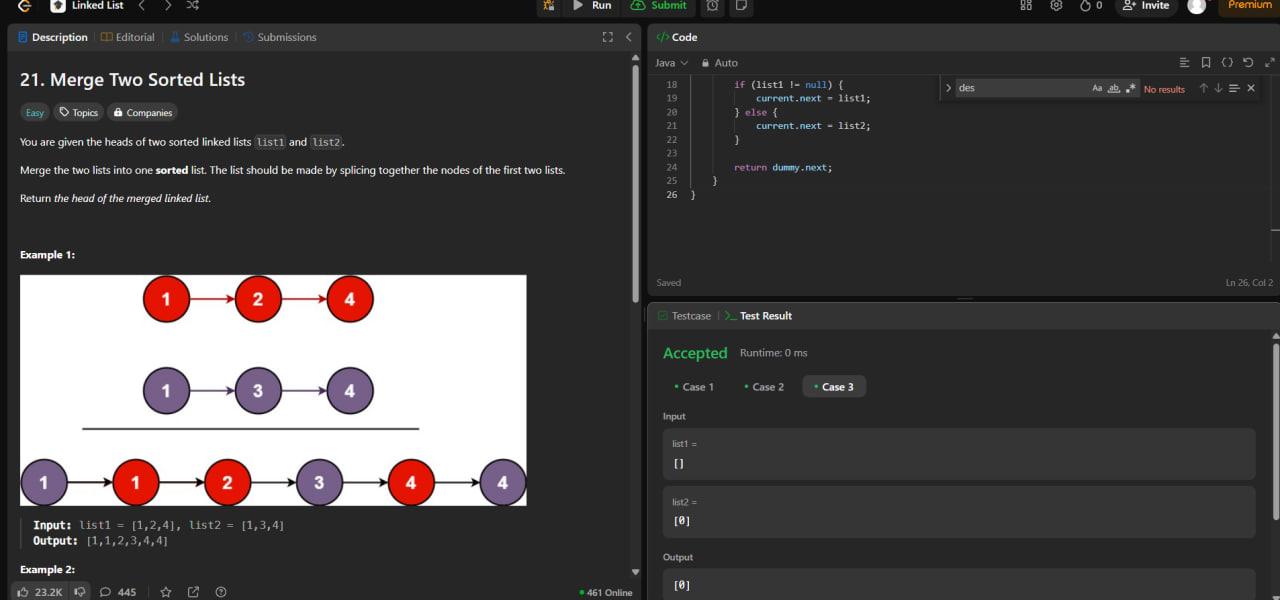 Linked List
Run
Submit
0
Invite
Premium
Description
Editorial
Solutions
Submissions
21. Merge Two Sorted Lists
Easy
Topics
Companies
You are given the heads of two sorted linked lists list1 and list2.
Merge the two lists into one sorted list. The list should be made by splicing together the nodes of the first two lists.
Return the head of the merged linked list.
Example 1:
1 2 4
1 3 4
1 1 2 3 4 4
Input: list1 = [1,2,4], list2 = [1,3,4]
Output: [1,1,2,3,4,4]
Example 2:
23.2K
445
461 Online
</> Code
Java
Auto
18 if (list1 != null) {
19 current.next = list1;
20 } else {
21 current.next = list2;
22 }
23
24 return dummy.next;
25 }
26 }
des
Aa
ab
No results
Saved
Ln 26, Col 2
Testcase
>_ Test Result
Accepted
Runtime: 0 ms
Case 1
Case 2
Case 3
Input
list1 =
[]
list2 =
[0]
Output
[0]